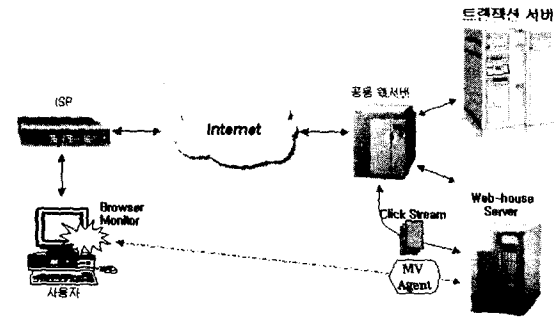 트랜잭션 서버
ISP
공용 웹서버
Internet
Browser
Monitor
Click Stream
Web-house
Server
MV
Agent
사용자